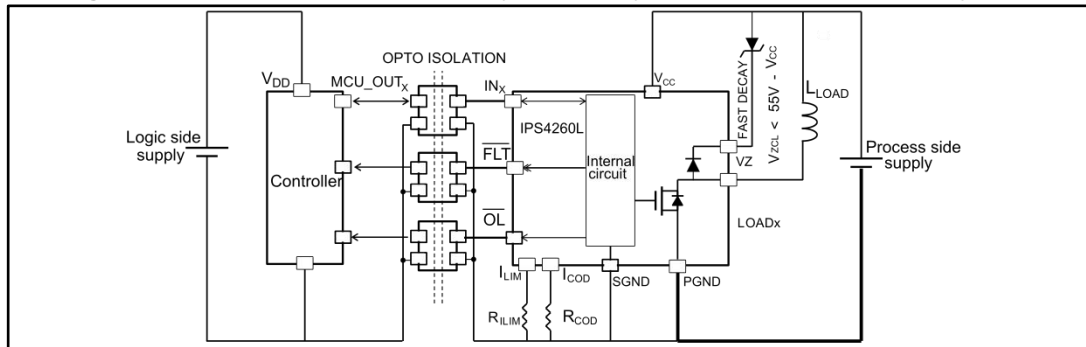 OPTO ISOLATION
V_DD
MCU_OUT_X
IN_X
V_CC
FAST DECAY
V_ZCL < 55V - V_CC
L_LOAD
Logic side
supply
Controller
IPS4260L
FLT
Internal
circuit
VZ
Process side
supply
OL
LOADx
I_LIM
I_COD
SGND
PGND
R_ILIM
R_COD